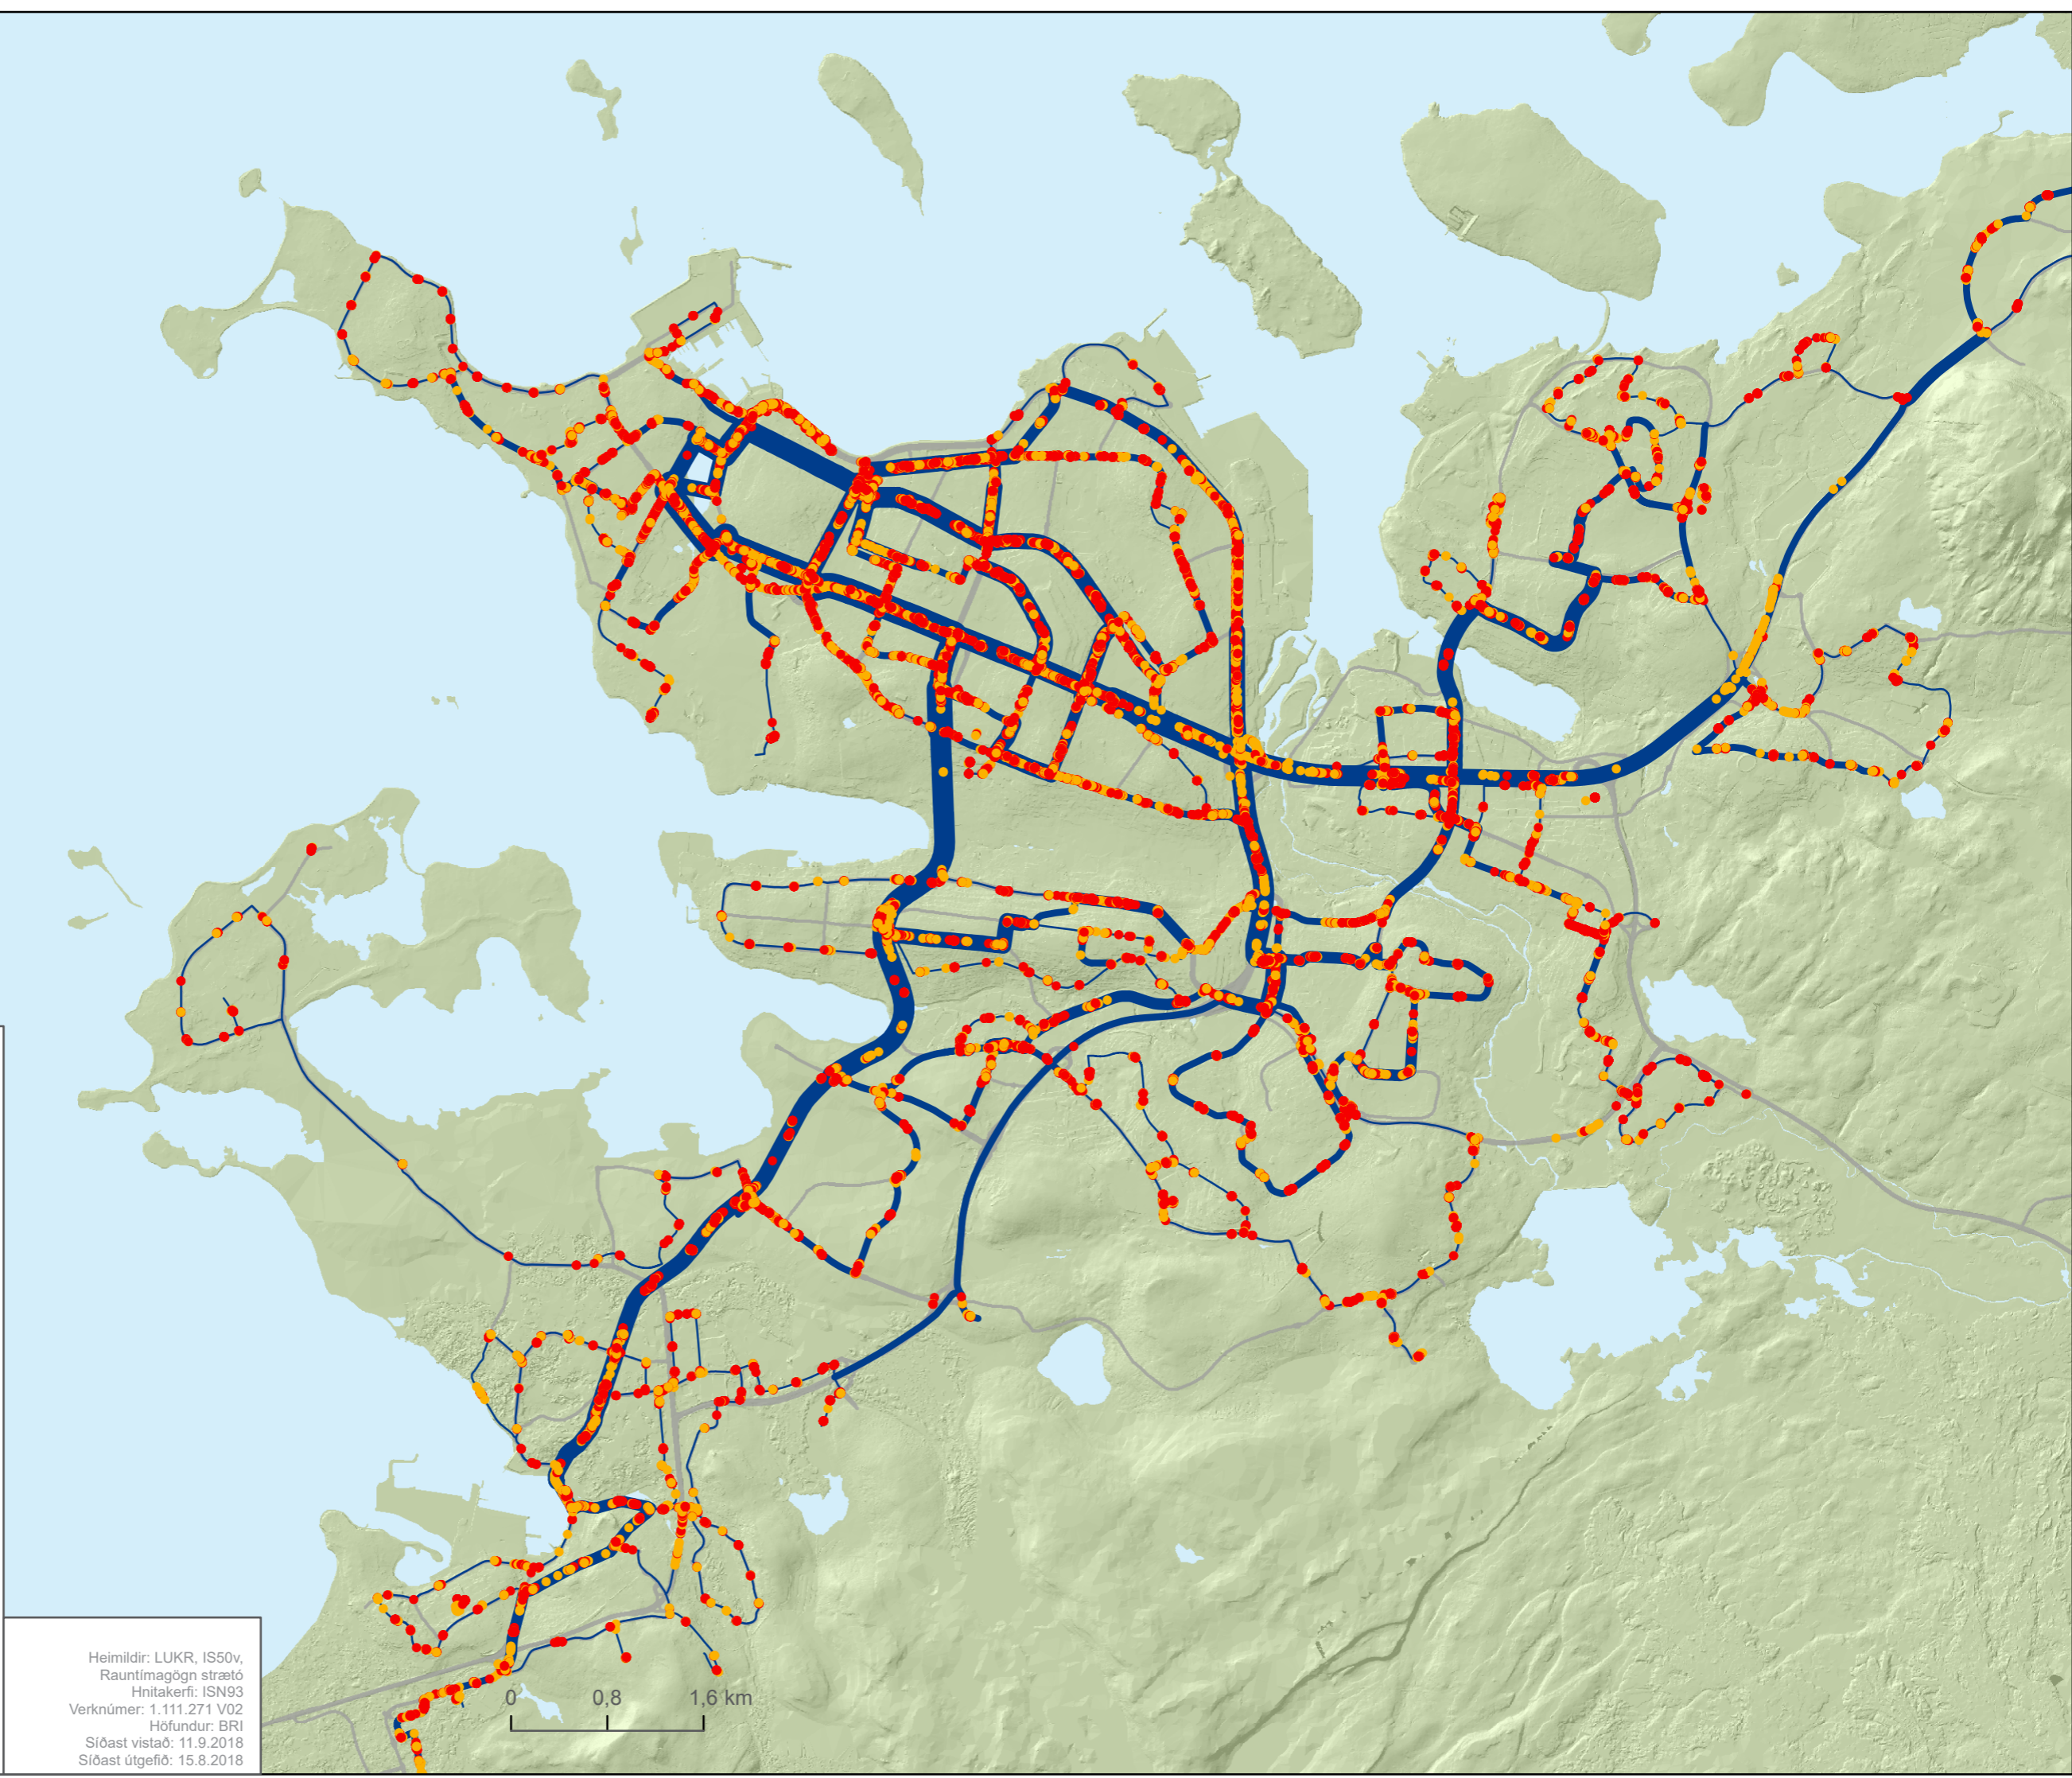 Heimildir: LUKR, IS50v,
Rauntímagögn strætó
Hnitakerfi: ISN93
Verknúmer: 1.111.271 V02
Höfundur: BRI
Síðast vistað: 11.9.2018
Síðast útgefið: 15.8.2018
0 0,8 1,6 km